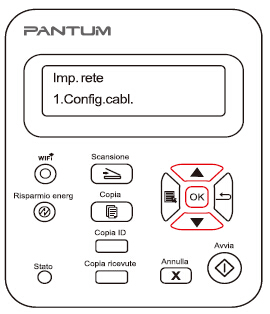 PANTUM
Imp. rete
1.Config.cabl.
WiFi
Scansione
Risparmio energ
Copia
OK
Copia ID
Avvia
Stato
Copia ricevute
Annulla
X